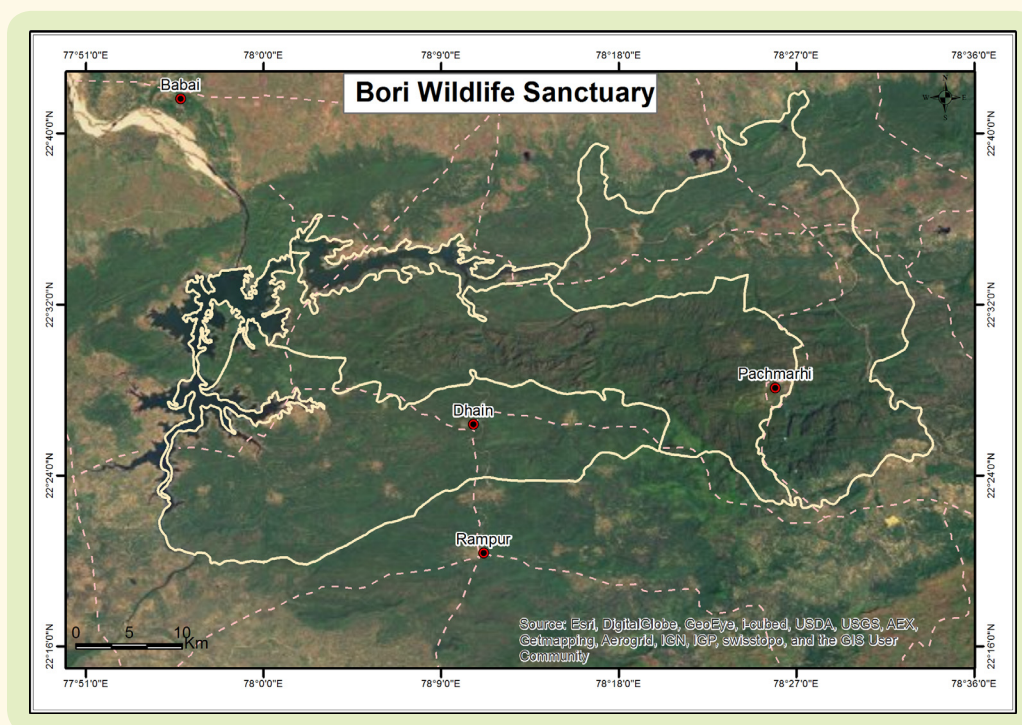 77°51'0"E 78°0'0"E 78°9'0"E 78°18'0"E 78°27'0"E 78°36'0"E
Bori Wildlife Sanctuary
N
W E
S
Babai
22°40'0"N 22°40'0"N
22°32'0"N 22°32'0"N
Pachmarhi
Dhain
22°24'0"N 22°24'0"N
Rampur
0 5 10
Km
Source: Esri, DigitalGlobe, GeoEye, i-cubed, USDA, USGS, AEX,
Getmapping, Aerogrid, IGN, IGP, swisstopo, and the GIS User
Community
22°16'0"N 22°16'0"N
77°51'0"E 78°0'0"E 78°9'0"E 78°18'0"E 78°27'0"E 78°36'0"E